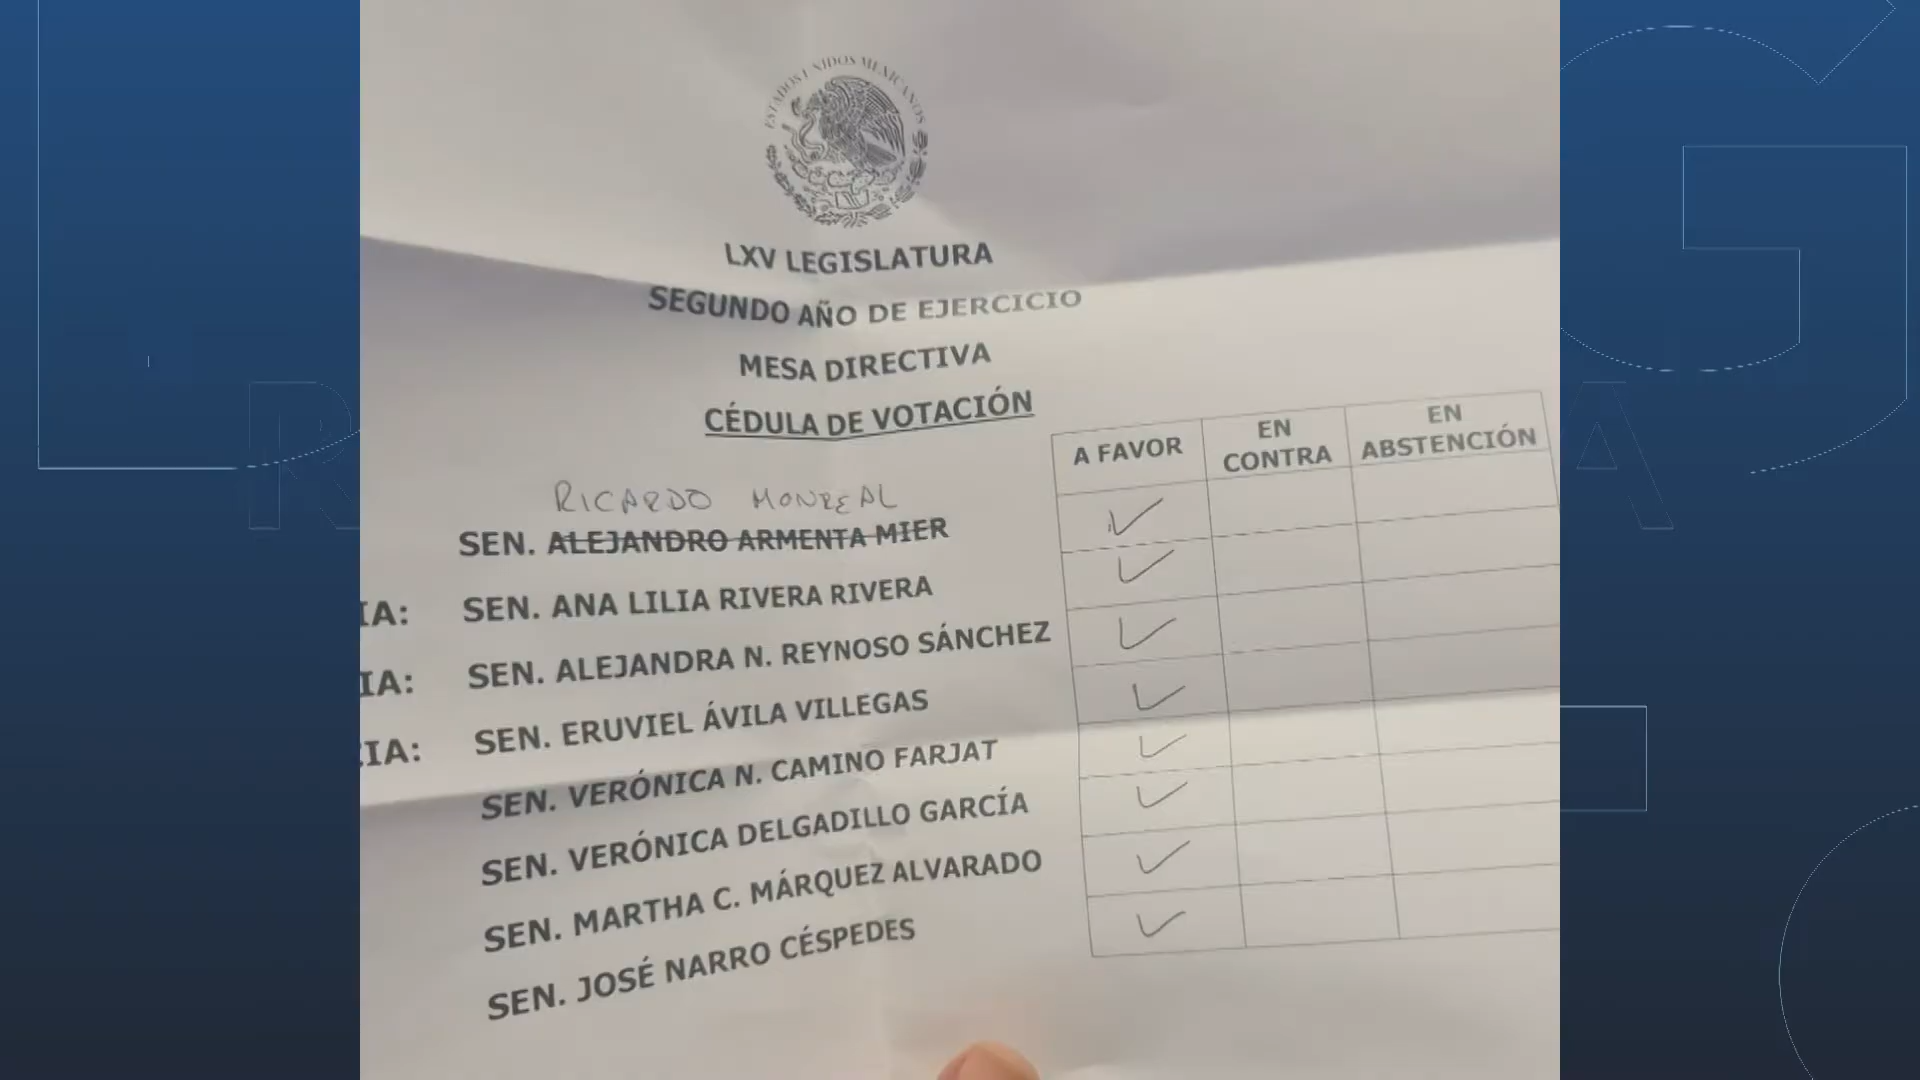 ESTADOS UNIDOS MEXICANOS
LXV LEGISLATURA
SEGUNDO AÑO DE EJERCICIO
MESA DIRECTIVA
CÉDULA DE VOTACIÓN
A FAVOR
EN CONTRA
EN ABSTENCIÓN
RICARDO MONREAL
SEN. ALEJANDRO ARMENTA MIER
IA: SEN. ANA LILIA RIVERA RIVERA
IA: SEN. ALEJANDRA N. REYNOSO SÁNCHEZ
CIA: SEN. ERUVIEL ÁVILA VILLEGAS
SEN. VERÓNICA N. CAMINO FARJAT
SEN. VERÓNICA DELGADILLO GARCÍA
SEN. MARTHA C. MÁRQUEZ ALVARADO
SEN. JOSÉ NARRO CÉSPEDES